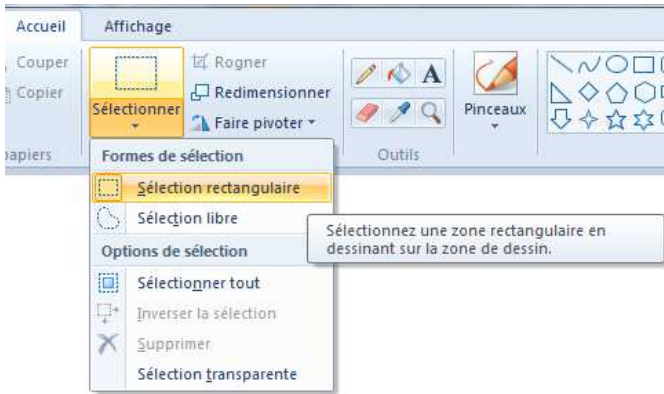 Accueil Affichage
Couper
Copier
papiers
Sélectionner
Rogner
Redimensionner
Faire pivoter
A
Outils
Pinceaux
Formes de sélection
Sélection rectangulaire
Sélection libre
Sélectionnez une zone rectangulaire en
dessinant sur la zone de dessin.
Options de sélection
Sélectionner tout
Inverser la sélection
Supprimer
Sélection transparente